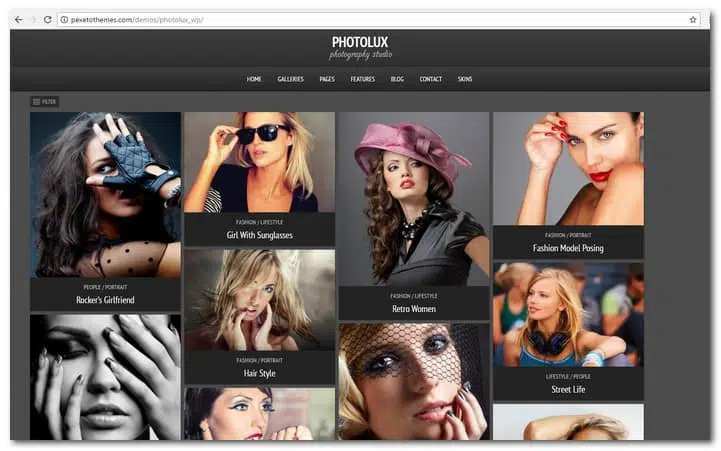 pexetothemes.com/demos/photolux_wp/
PHOTOLUX
photography studio
HOME GALLERIES PAGES FEATURES BLOG CONTACT SKINS
FILTER
PEOPLE / PORTRAIT
Rocker's Girlfriend
FASHION / LIFESTYLE
Girl With Sunglasses
FASHION / PORTRAIT
Hair Style
FASHION / LIFESTYLE
Retro Women
FASHION / PORTRAIT
Fashion Model Posing
LIFESTYLE / PEOPLE
Street Life